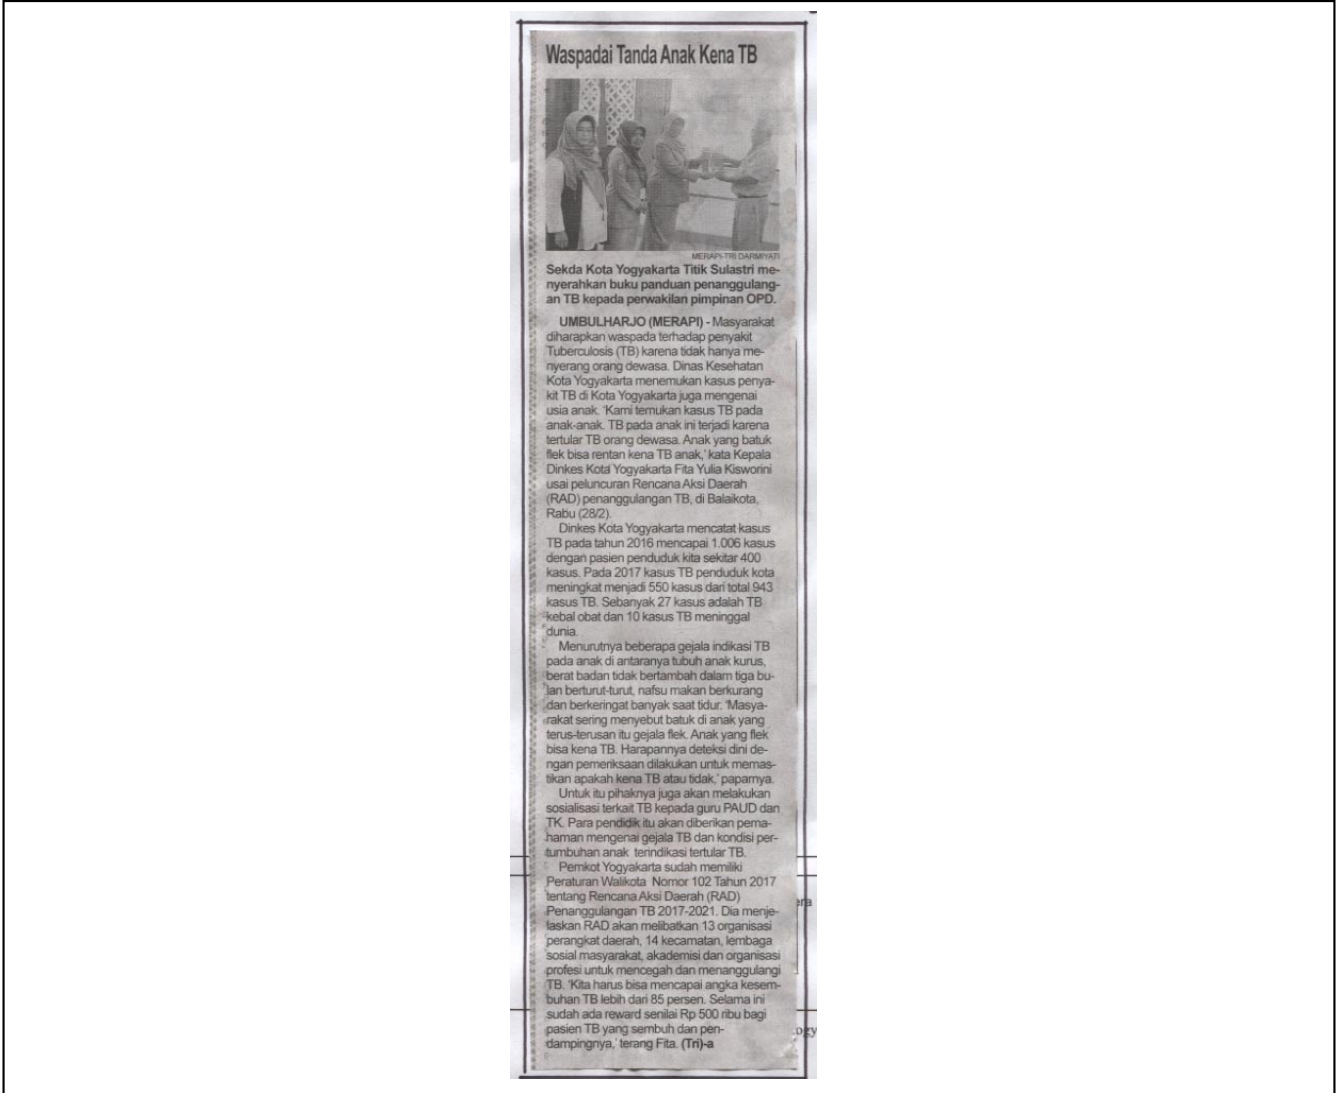 Waspadai Tanda Anak Kena TB
MERAPI-TRI DARMIYATI
Sekda Kota Yogyakarta Titik Sulastri me-
nyerahkan buku panduan penanggulang-
an TB kepada perwakilan pimpinan OPD.
UMBULHARJO (MERAPI) - Masyarakat
diharapkan waspada terhadap penyakit
Tuberculosis (TB) karena tidak hanya me-
nyerang orang dewasa. Dinas Kesehatan
Kota Yogyakarta menemukan kasus penya-
kit TB di Kota Yogyakarta juga mengenai
usia anak. 'Kami temukan kasus TB pada
anak-anak. TB pada anak ini terjadi karena
tertular TB orang dewasa. Anak yang batuk
flek bisa rentan kena TB anak,' kata Kepala
Dinkes Kota Yogyakarta Fita Yulia Kisworini
usai peluncuran Rencana Aksi Daerah
(RAD) penanggulangan TB, di Balaikota,
Rabu (28/2).
Dinkes Kota Yogyakarta mencatat kasus
TB pada tahun 2016 mencapai 1.006 kasus
dengan pasien penduduk kita sekitar 400
kasus. Pada 2017 kasus TB penduduk kota
meningkat menjadi 550 kasus dari total 943
kasus TB. Sebanyak 27 kasus adalah TB
kebal obat dan 10 kasus TB meninggal
dunia.
Menurutnya beberapa gejala indikasi TB
pada anak di antaranya tubuh anak kurus,
berat badan tidak bertambah dalam tiga bu-
lan berturut-turut, nafsu makan berkurang
dan berkeringat banyak saat tidur. 'Masya-
rakat sering menyebut batuk di anak yang
terus-terusan itu gejala flek. Anak yang flek
bisa kena TB. Harapannya deteksi dini de-
ngan pemeriksaan dilakukan untuk memas-
tikan apakah kena TB atau tidak,' paparnya.
Untuk itu pihaknya juga akan melakukan
sosialisasi terkait TB kepada guru PAUD dan
TK. Para pendidik itu akan diberikan pema-
haman mengenai gejala TB dan kondisi per-
tumbuhan anak terindikasi tertular TB.
Pemkot Yogyakarta sudah memiliki
Peraturan Walikota Nomor 102 Tahun 2017
tentang Rencana Aksi Daerah (RAD)
Penanggulangan TB 2017-2021. Dia menje-
laskan RAD akan melibatkan 13 organisasi
perangkat daerah, 14 kecamatan, lembaga
sosial masyarakat, akademisi dan organisasi
profesi untuk mencegah dan menanggulangi
TB. 'Kita harus bisa mencapai angka kesem-
buhan TB lebih dari 85 persen. Selama ini
sudah ada reward senilai Rp 500 ribu bagi
pasien TB yang sembuh dan pen-
dampingnya,' terang Fita. (Tri)-a